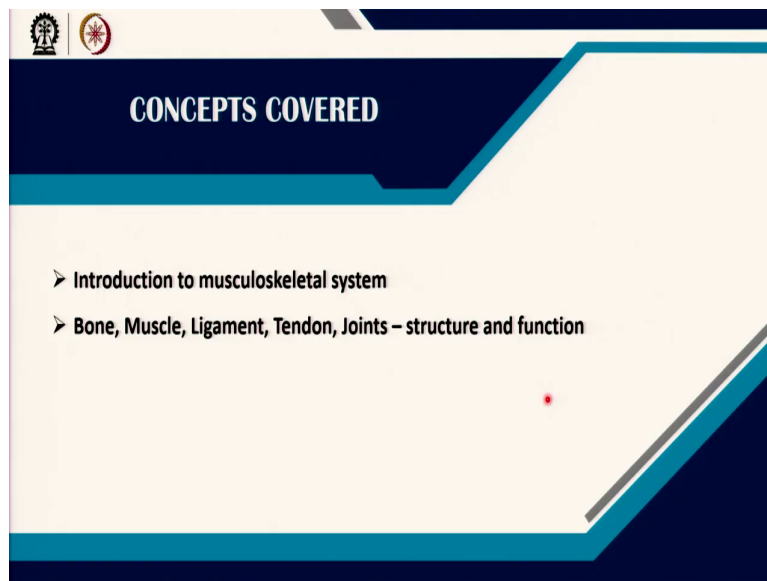 CONCEPTS COVERED
➢ Introduction to musculoskeletal system
➢ Bone, Muscle, Ligament, Tendon, Joints – structure and function